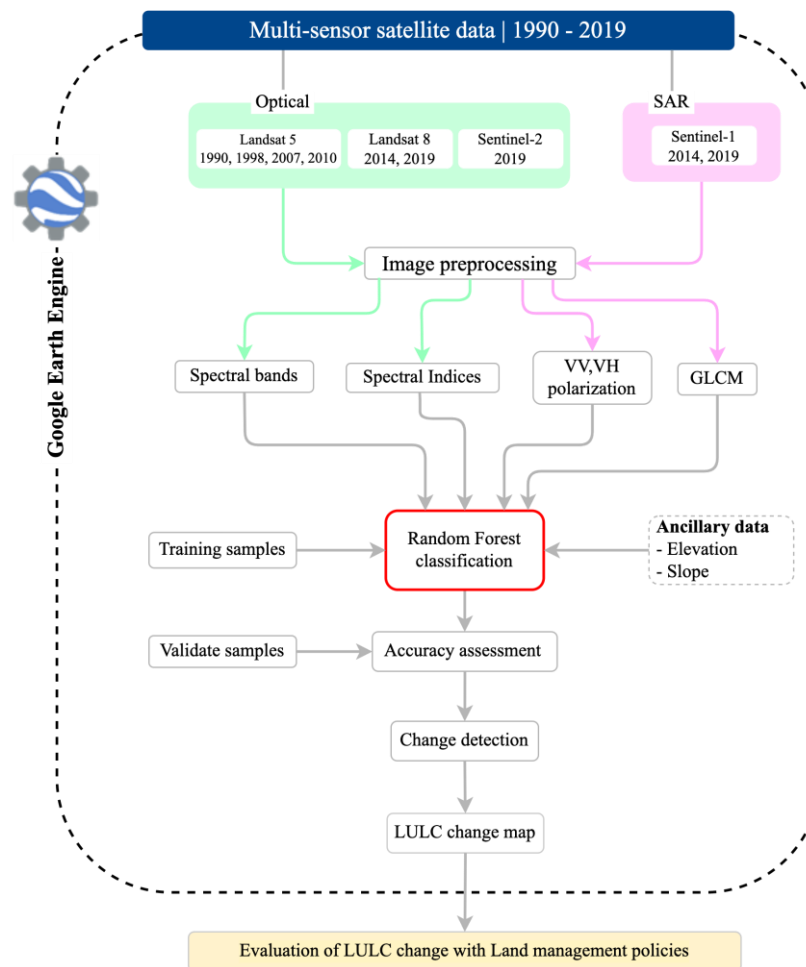 Multi-sensor satellite data | 1990 - 2019
Optical
SAR
Landsat 5
1990, 1998, 2007, 2010
Landsat 8
2014, 2019
Sentinel-2
2019
Sentinel-1
2014, 2019
Google Earth Engine
Image preprocessing
Spectral bands
Spectral Indices
VV,VH
polarization
GLCM
Training samples
Random Forest
classification
Ancillary data
- Elevation
- Slope
Validate samples
Accuracy assessment
Change detection
LULC change map
Evaluation of LULC change with Land management policies